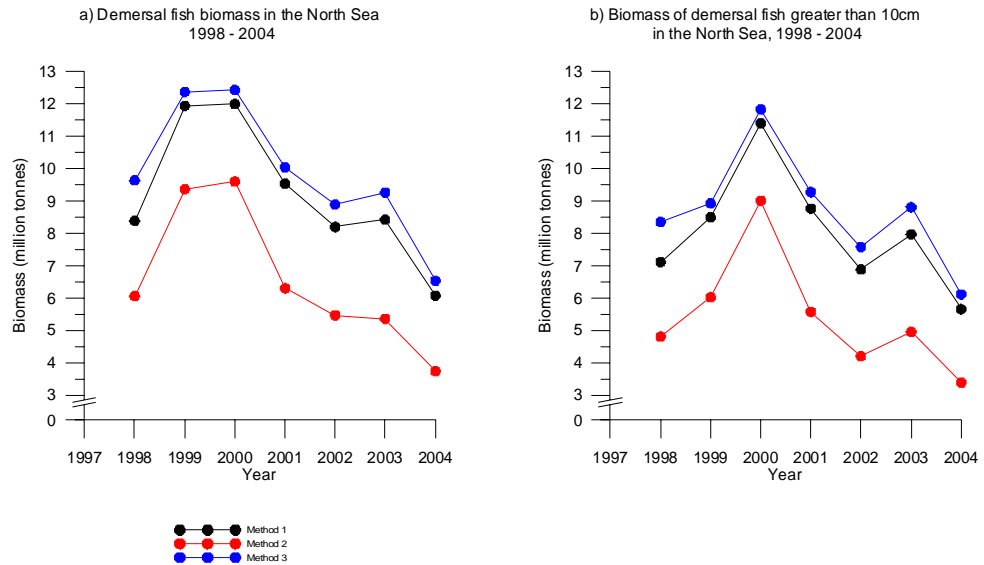 a) Demersal fish biomass in the North Sea
1998 - 2004
13
12
11
10
9
8
7
6
5
4
3
0
Biomass (million tonnes)
1997 1998 1999 2000 2001 2002 2003 2004
Year
b) Biomass of demersal fish greater than 10cm
in the North Sea, 1998 - 2004
13
12
11
10
9
8
7
6
5
4
3
0
Biomass (million tonnes)
1997 1998 1999 2000 2001 2002 2003 2004
Year
Method 1
Method 2
Method 3